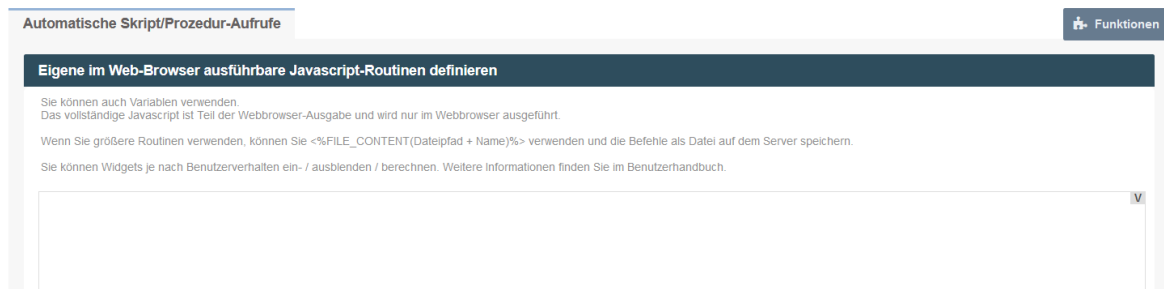 Automatische Skript/Prozedur-Aufrufe
Funktionen
Eigene im Web-Browser ausführbare Javascript-Routinen definieren
Sie können auch Variablen verwenden.
Das vollständige Javascript ist Teil der Webbrowser-Ausgabe und wird nur im Webbrowser ausgeführt.
Wenn Sie größere Routinen verwenden, können Sie <%FILE_CONTENT(Dateipfad + Name)%> verwenden und die Befehle als Datei auf dem Server speichern.
Sie können Widgets je nach Benutzerverhalten ein- / ausblenden / berechnen. Weitere Informationen finden Sie im Benutzerhandbuch.
V